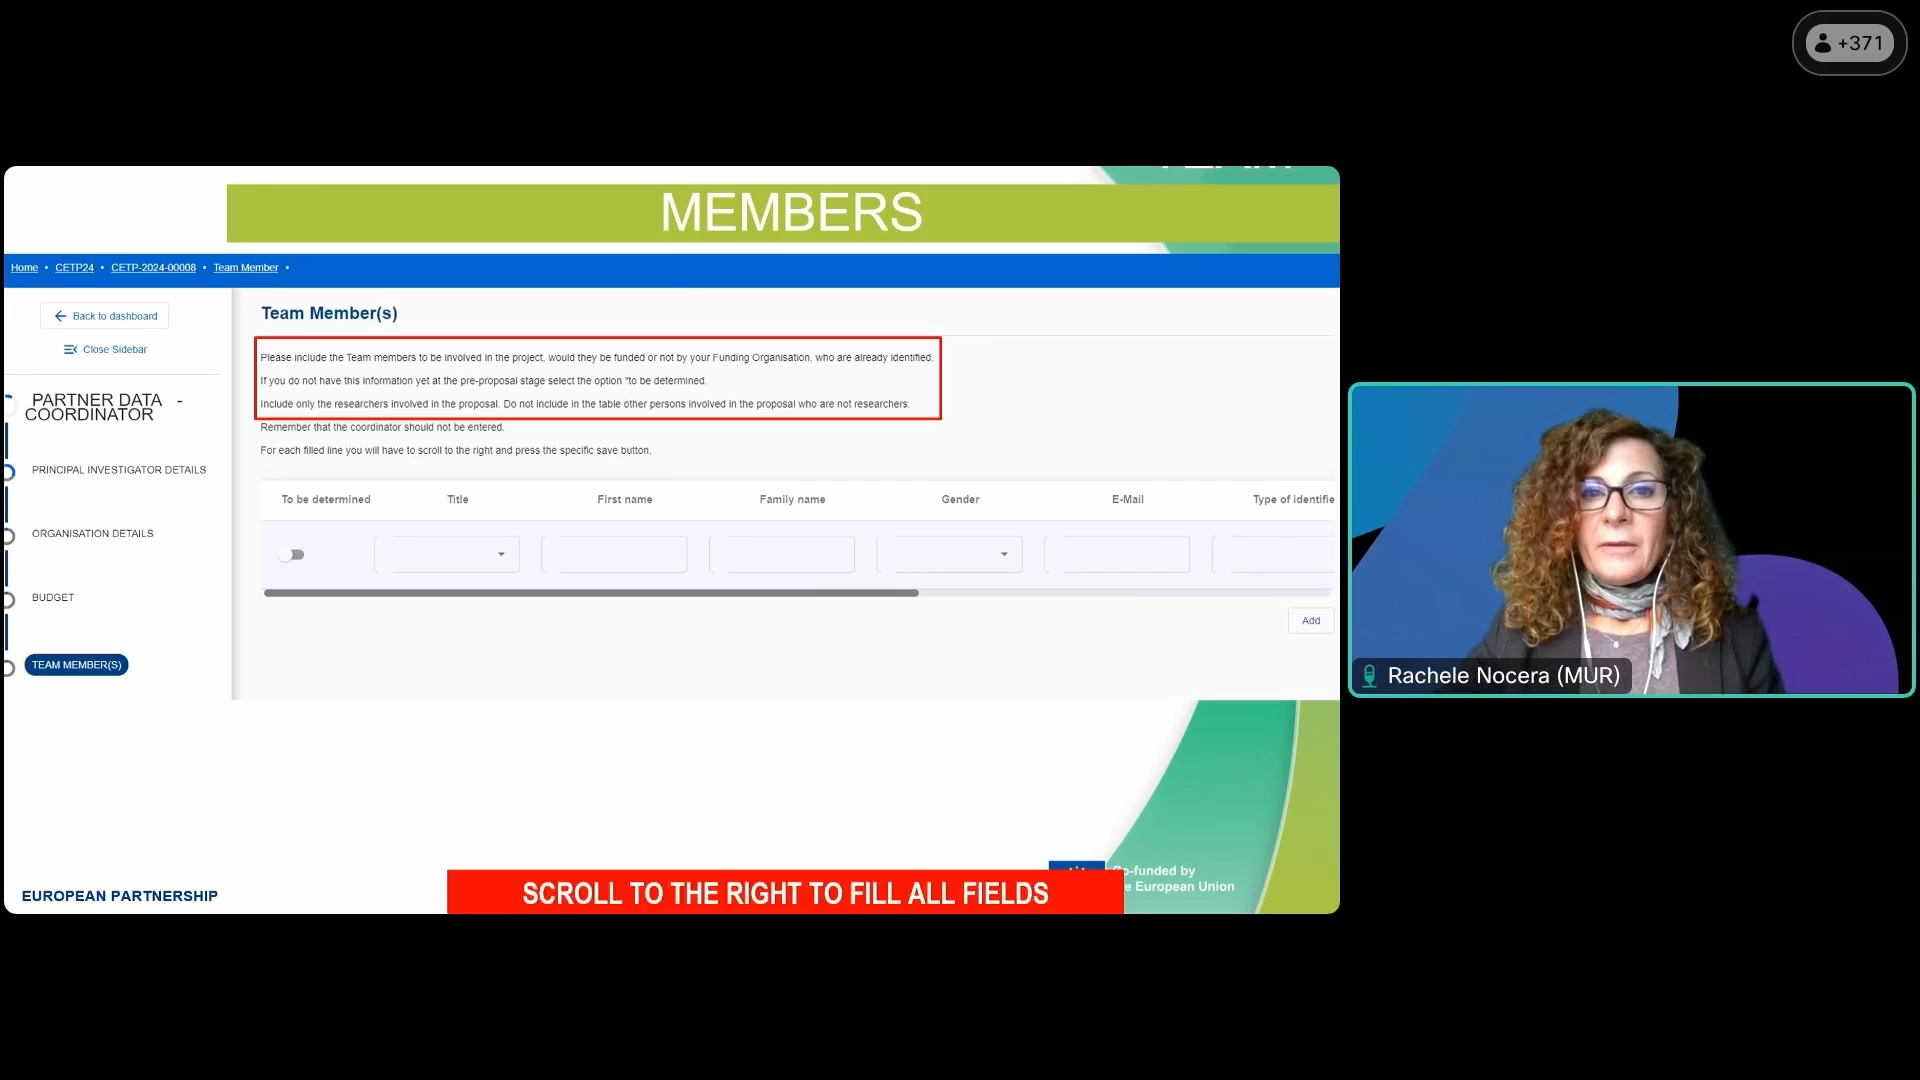 +371
MEMBERS
Home • CETP24 • CETP-2024-00008 • Team Member •
Back to dashboard
Close Sidebar
PARTNER DATA -
COORDINATOR
PRINCIPAL INVESTIGATOR DETAILS
ORGANISATION DETAILS
BUDGET
TEAM MEMBER(S)
Team Member(s)
Please include the Team members to be involved in the project, would they be funded or not by your Funding Organisation, who are already identified.
If you do not have this information yet at the pre-proposal stage select the option "to be determined.
Include only the researchers involved in the proposal. Do not include in the table other persons involved in the proposal who are not researchers.
Remember that the coordinator should not be entered.
For each filled line you will have to scroll to the right and press the specific save button.
To be determined Title First name Family name Gender E-Mail Type of identifie
Add
EUROPEAN PARTNERSHIP
SCROLL TO THE RIGHT TO FILL ALL FIELDS
o-funded by
e European Union
Rachele Nocera (MUR)